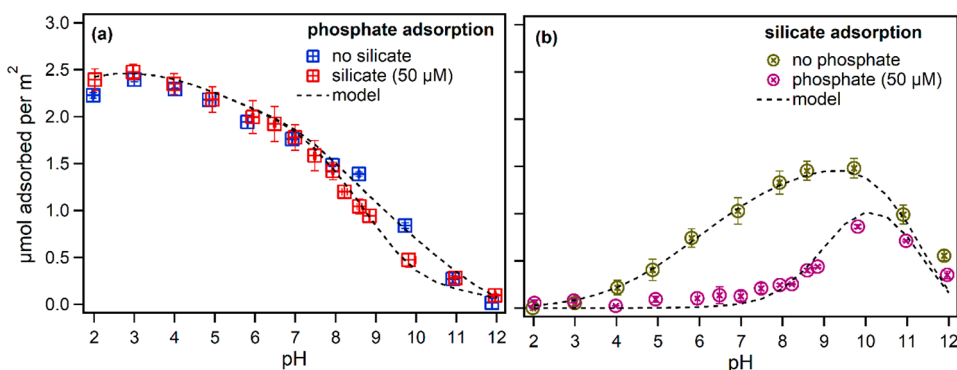 (a)
phosphate adsorption
no silicate
silicate (50 µM)
model
µmol adsorbed per m²
3.0
2.5
2.0
1.5
1.0
0.5
0.0
2 3 4 5 6 7 8 9 10 11 12
pH
(b)
silicate adsorption
no phosphate
phosphate (50 µM)
model
2 3 4 5 6 7 8 9 10 11 12
pH